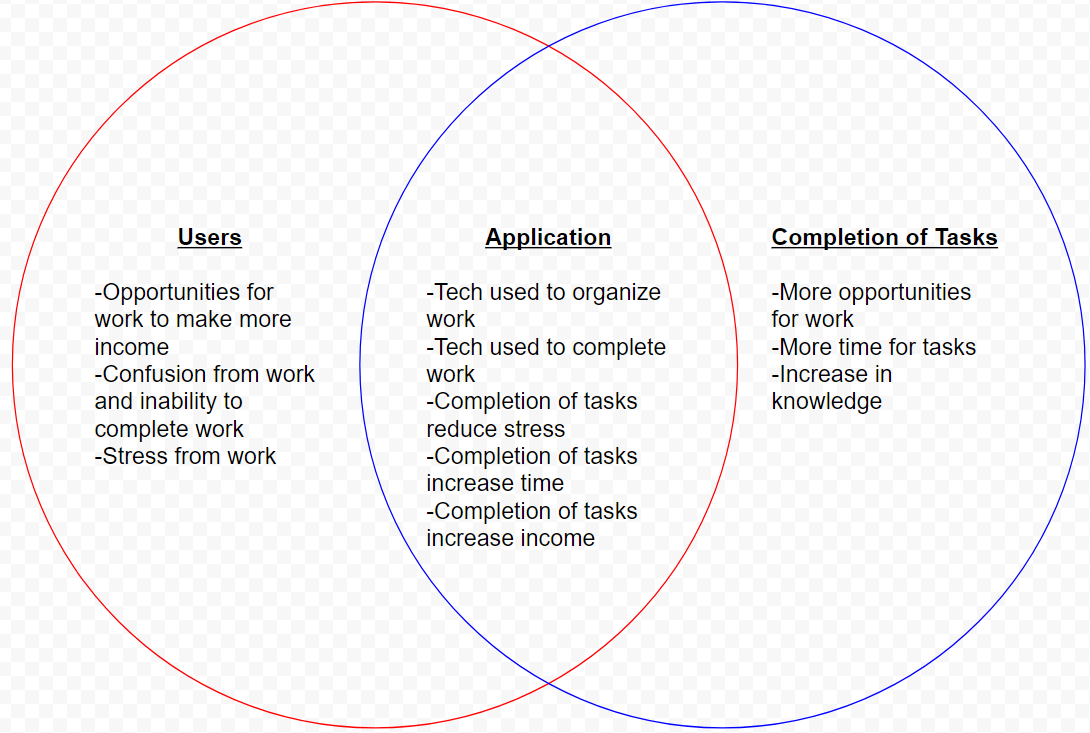 Users
-Opportunities for
work to make more
income
-Confusion from work
and inability to
complete work
-Stress from work
Application
-Tech used to organize
work
-Tech used to complete
work
-Completion of tasks
reduce stress
-Completion of tasks
increase time
-Completion of tasks
increase income
Completion of Tasks
-More opportunities
for work
-More time for tasks
-Increase in
knowledge